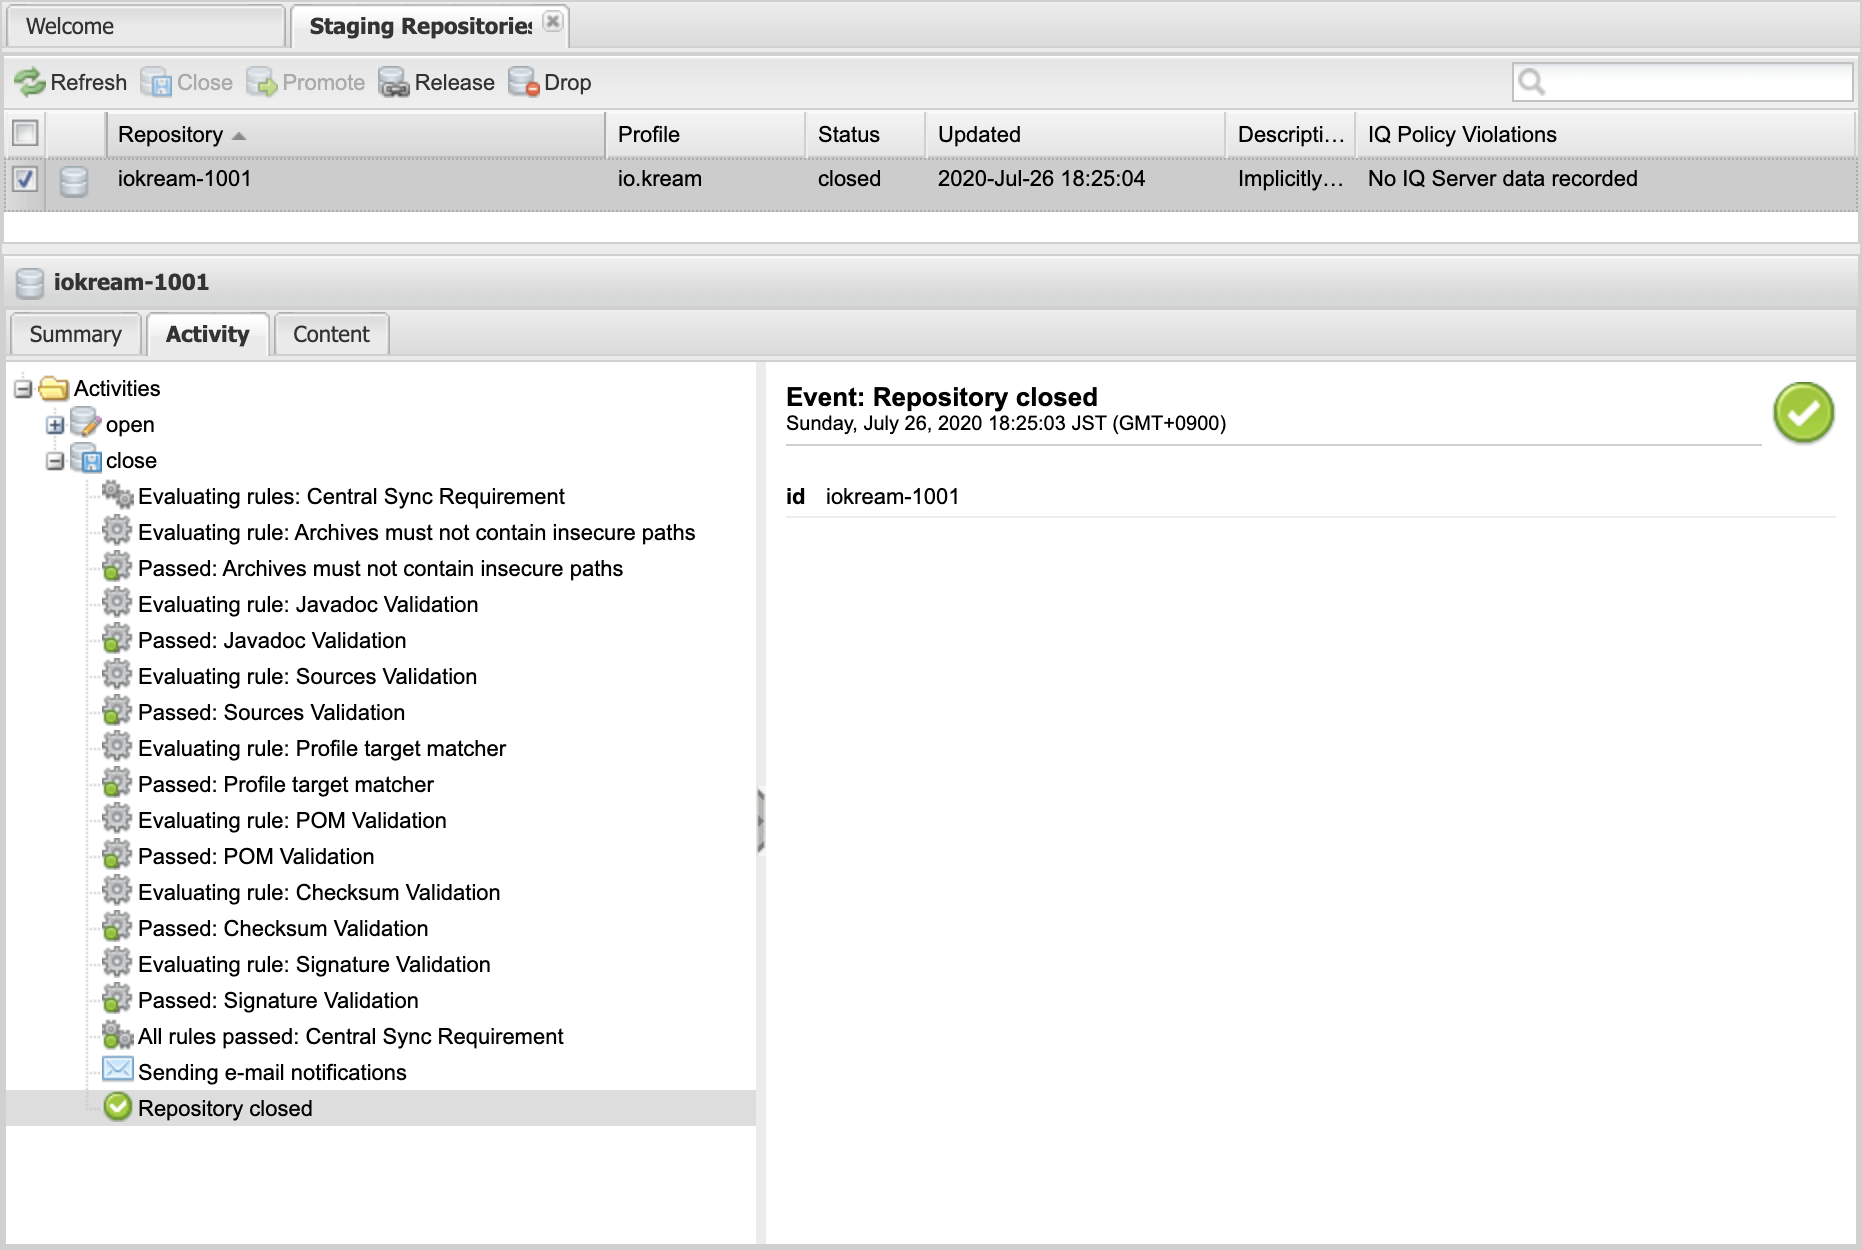 Welcome Staging Repositories
Refresh Close Promote Release Drop
Repository Profile Status Updated Descripti... IQ Policy Violations
iokream-1001 io.kream closed 2020-Jul-26 18:25:04 Implicitly... No IQ Server data recorded
iokream-1001
Summary Activity Content
Activities
open
close
Evaluating rules: Central Sync Requirement
Evaluating rule: Archives must not contain insecure paths
Passed: Archives must not contain insecure paths
Evaluating rule: Javadoc Validation
Passed: Javadoc Validation
Evaluating rule: Sources Validation
Passed: Sources Validation
Evaluating rule: Profile target matcher
Passed: Profile target matcher
Evaluating rule: POM Validation
Passed: POM Validation
Evaluating rule: Checksum Validation
Passed: Checksum Validation
Evaluating rule: Signature Validation
Passed: Signature Validation
All rules passed: Central Sync Requirement
Sending e-mail notifications
Repository closed
Event: Repository closed
Sunday, July 26, 2020 18:25:03 JST (GMT+0900)
id iokream-1001